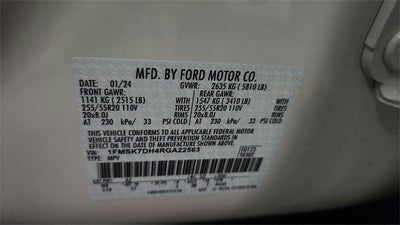 MFD. BY FORD MOTOR CO.
DATE: 01/24 GVWR: 2635 KG ( 5810 LB)
FRONT GAWR: REAR GAWR:
1141 KG ( 2515 LB) WITH 1547 KG ( 3410 LB) WITH
255/55R20 110V TIRES 255/55R20 110V TIRES
20x8.0J RIMS 20x8.0J RIMS
AT 230 kPa/ 33 PSI COLD AT 230 kPa/ 33 PSI COLD
THIS VEHICLE CONFORMS TO ALL APPLICABLE FEDERAL MOTOR
VEHICLE SAFETY AND THEFT PREVENTION STANDARDS IN EFFECT
ON THE DATE OF MANUFACTURE SHOWN ABOVE.
VIN: 1FMSK7DH4RGA22563
TYPE: MPV